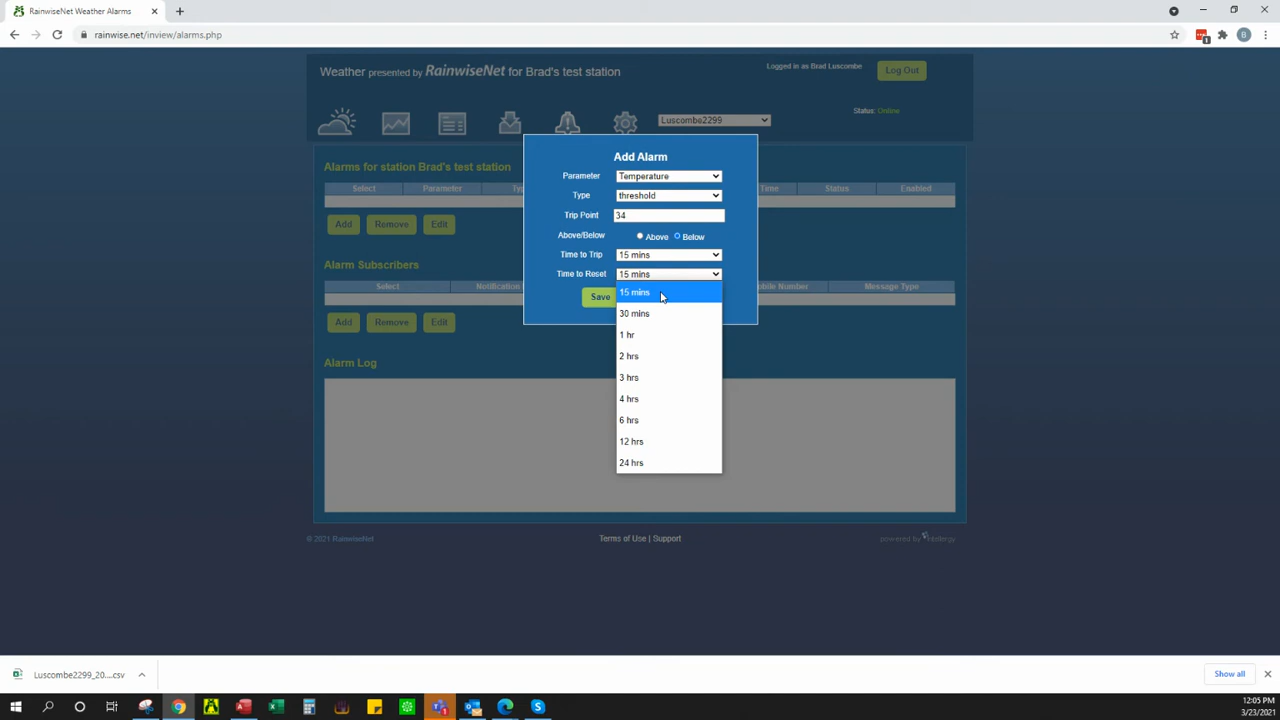 RainwiseNet Weather Alarms
rainwise.net/inview/alarms.php
B
Weather presented by RainwiseNet for Brad's test station
Logged in as Brad Luscombe
Log Out
Luscombe2299
Status: Online
Alarms for station Brad's test station
Select Parameter Time Status Enabled
Add Remove Edit
Alarm Subscribers
Select Notification Mobile Number Message Type
Add Remove Edit
Alarm Log
Add Alarm
Parameter Temperature
Type threshold
Trip Point 34
Above/Below Above Below
Time to Trip 15 mins
Time to Reset 15 mins
Save
15 mins
30 mins
1 hr
2 hrs
3 hrs
4 hrs
6 hrs
12 hrs
24 hrs
© 2021 RainwiseNet
Terms of Use | Support
powered by
Luscombe2299_20....csv
Show all
12:05 PM
3/23/2021